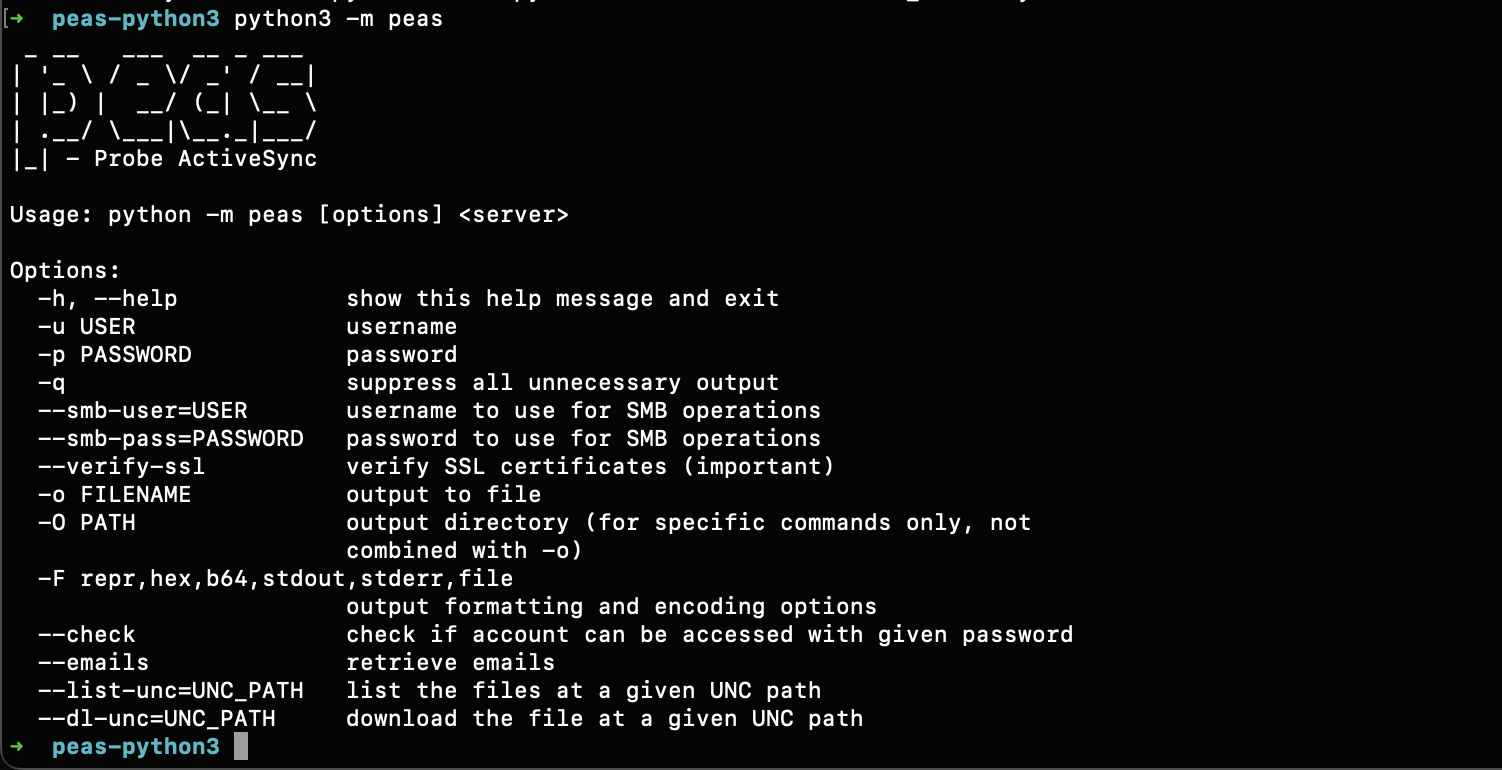 [➜  peas-python3 python3 -m peas
 _ __   ___  __ _ ___
| '_ \ / _ \/ _' / __|
| |_) |  __/ (_| \__ \
| .__/ \___|\__._|___/
|_| - Probe ActiveSync

Usage: python -m peas [options] <server>

Options:
  -h, --help            show this help message and exit
  -u USER               username
  -p PASSWORD           password
  -q                    suppress all unnecessary output
  --smb-user=USER       username to use for SMB operations
  --smb-pass=PASSWORD   password to use for SMB operations
  --verify-ssl          verify SSL certificates (important)
  -o FILENAME           output to file
  -O PATH               output directory (for specific commands only, not
                        combined with -o)
  -F repr,hex,b64,stdout,stderr,file
                        output formatting and encoding options
  --check               check if account can be accessed with given password
  --emails              retrieve emails
  --list-unc=UNC_PATH   list the files at a given UNC path
  --dl-unc=UNC_PATH     download the file at a given UNC path
➜  peas-python3